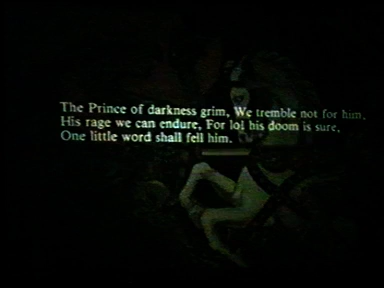 The Prince of darkness grim, We tremble not for him,
His rage we can endure, For lo! his doom is sure,
One little word shall fell him.